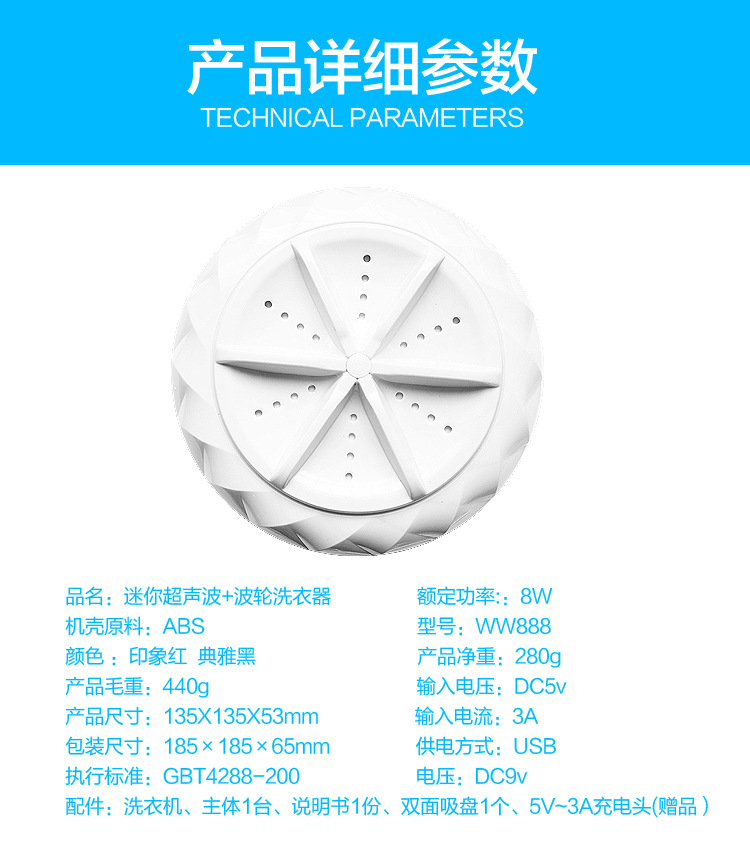 产品详细参数
TECHNICAL PARAMETERS
品名：迷你超声波+波轮洗衣器 额定功率:：8W
机壳原料：ABS 型号：WW888
颜色：印象红 典雅黑 产品净重：280g
产品毛重：440g 输入电压：DC5v
产品尺寸：135X135X53mm 输入电流：3A
包装尺寸：185×185×65mm 供电方式：USB
执行标准：GBT4288-200 电压：DC9v
配件：洗衣机、主体1台、说明书1份、双面吸盘1个、5V~3A充电头(赠品）